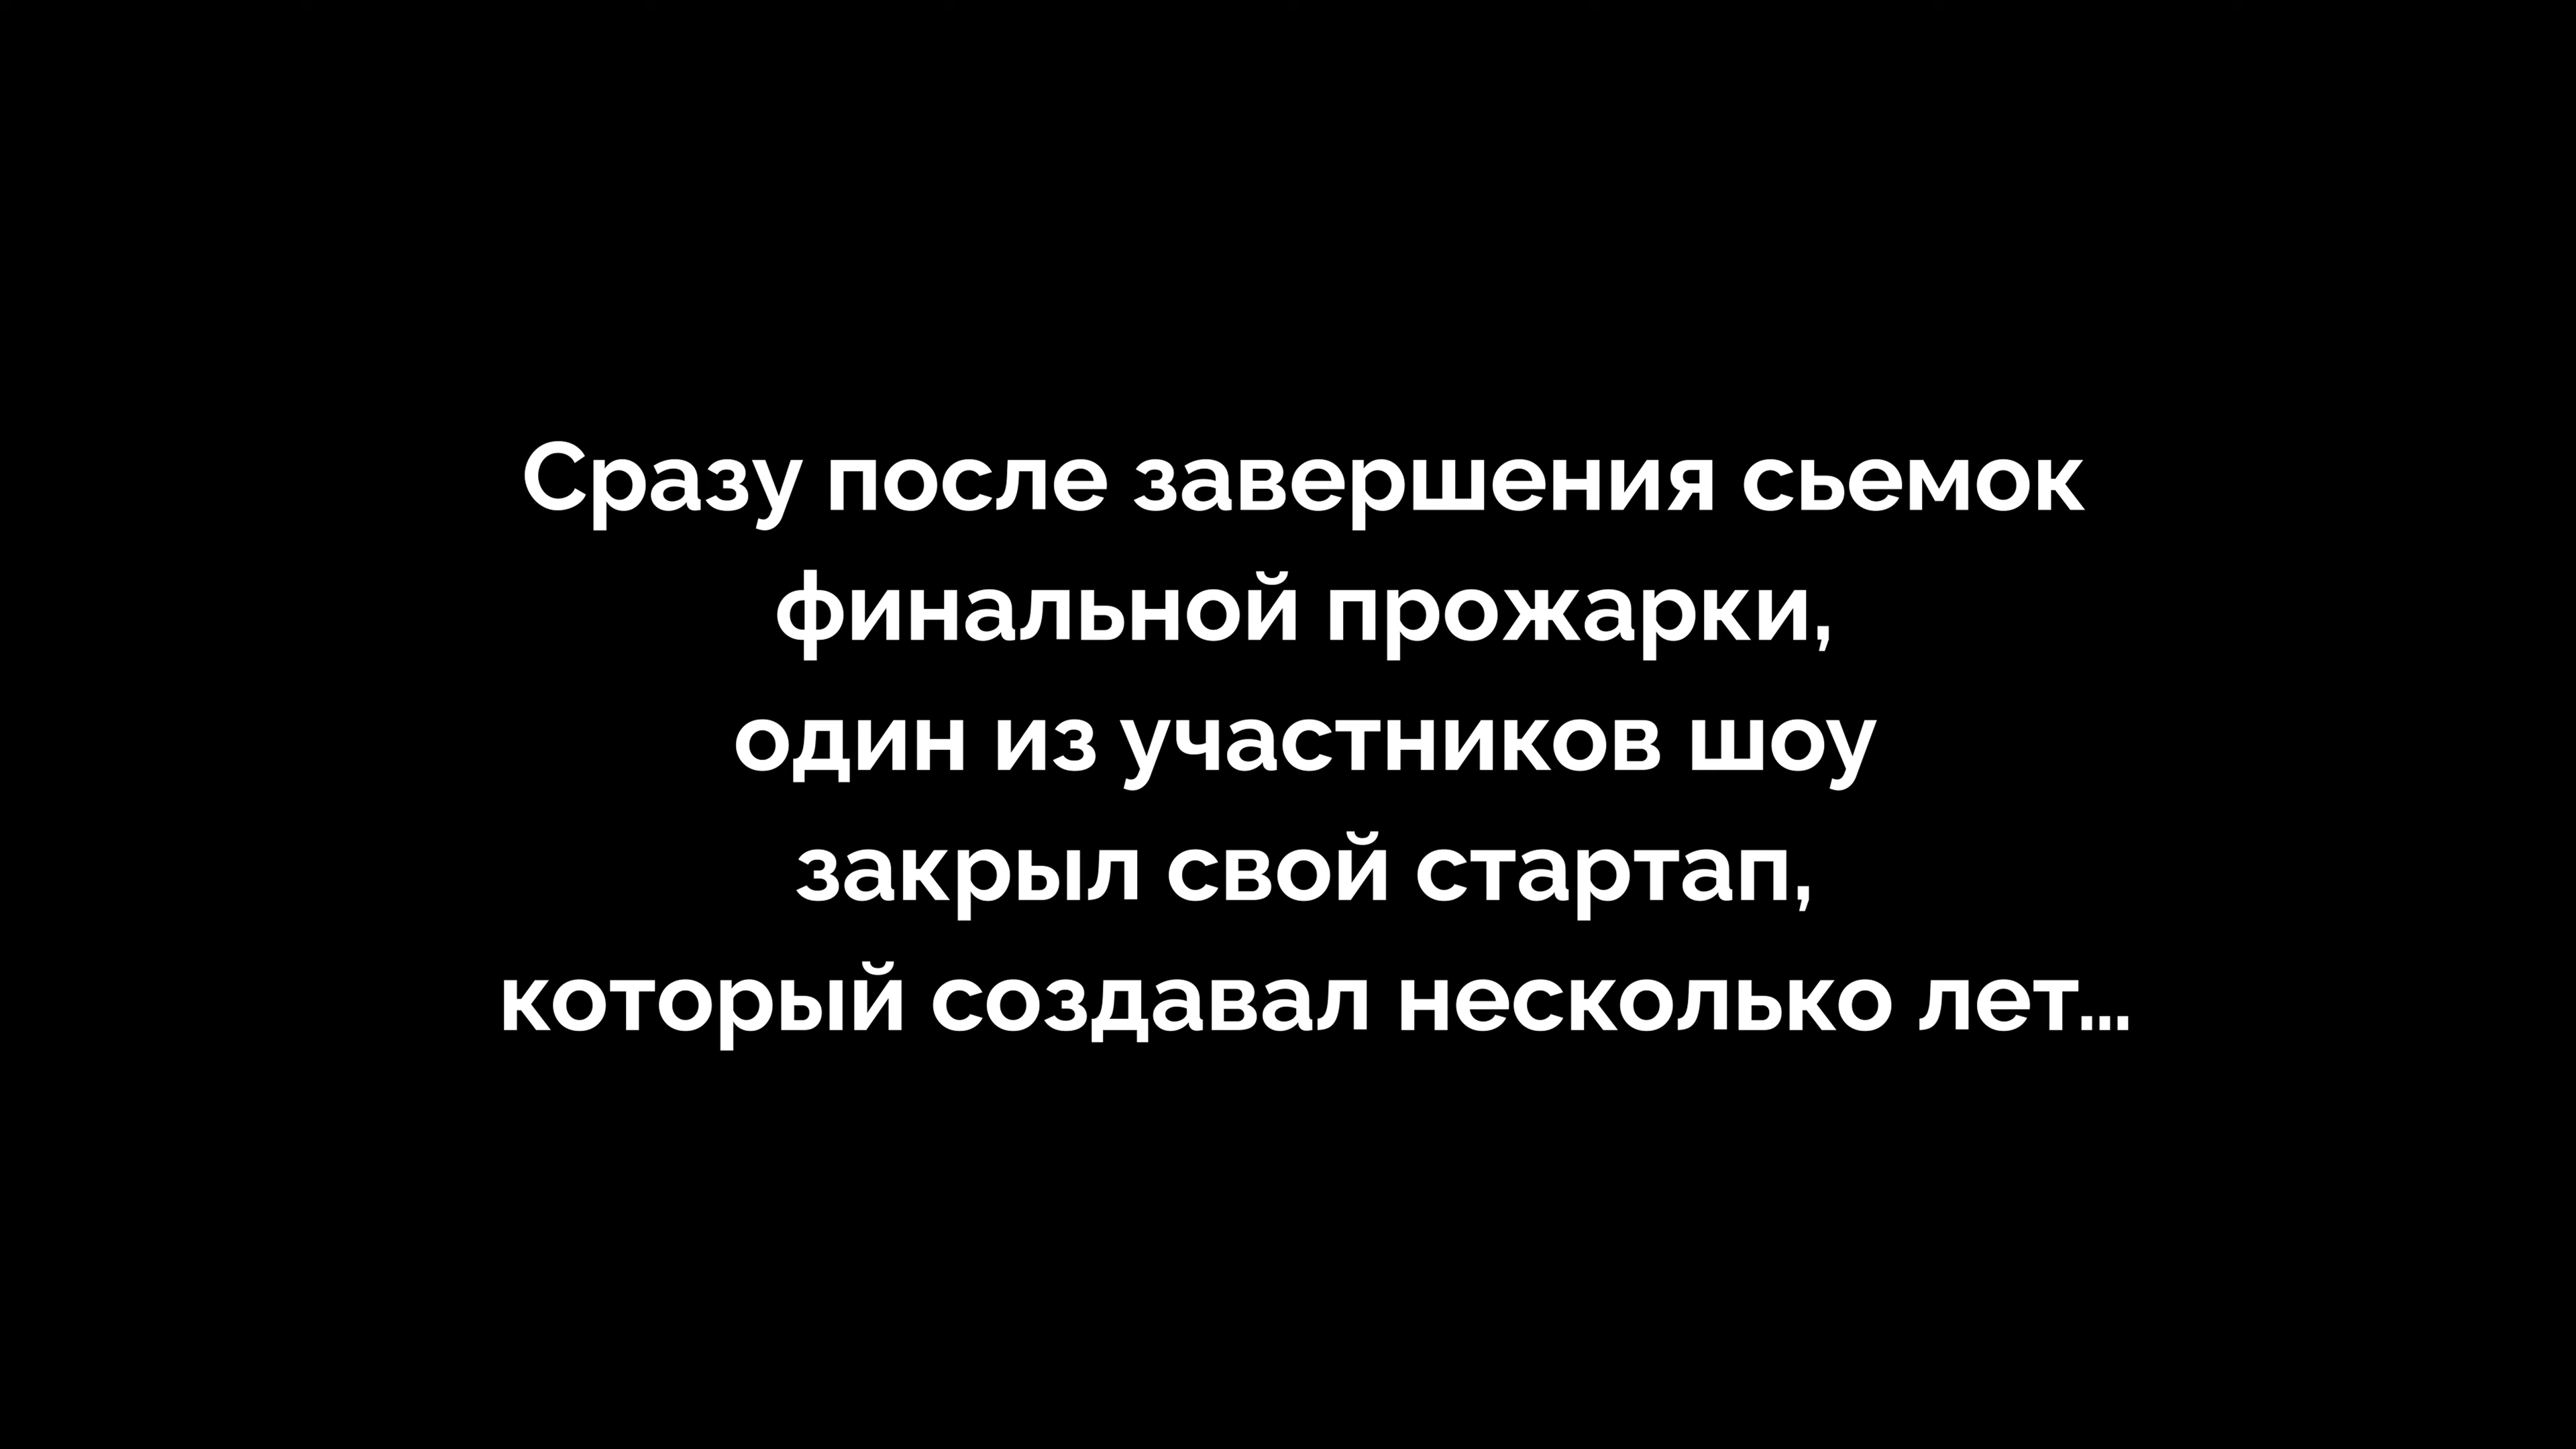 Сразу после завершения сьемок
финальной прожарки,
один из участников шоу
закрыл свой стартап,
который создавал несколько лет...